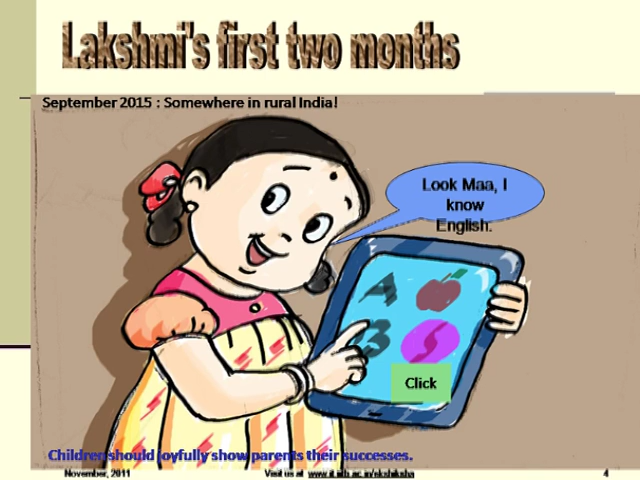 Lakshmi's first two months
September 2015 : Somewhere in rural India!
Look Maa, I
know
English.
A
B
Click
Children should joyfully show parents their successes.
November, 2011 Visit us at www.it.iitb.ac.in/ekshiksha 4